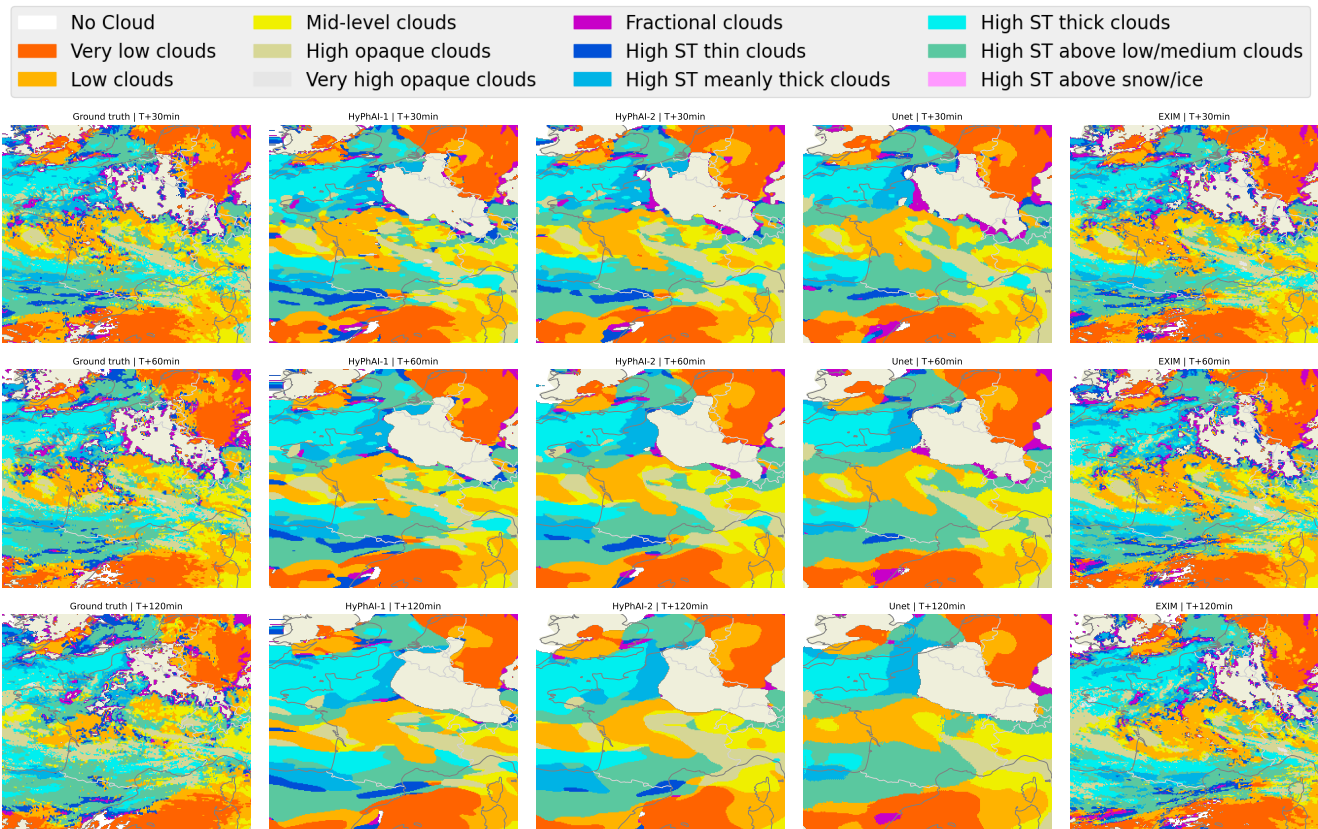 No Cloud
Very low clouds
Low clouds
Mid-level clouds
High opaque clouds
Very high opaque clouds
Fractional clouds
High ST thin clouds
High ST meanly thick clouds
High ST thick clouds
High ST above low/medium clouds
High ST above snow/ice
Ground truth | T+30min
HyPhAI-1 | T+30min
HyPhAI-2 | T+30min
Unet | T+30min
EXIM | T+30min
Ground truth | T+60min
HyPhAI-1 | T+60min
HyPhAI-2 | T+60min
Unet | T+60min
EXIM | T+60min
Ground truth | T+120min
HyPhAI-1 | T+120min
HyPhAI-2 | T+120min
Unet | T+120min
EXIM | T+120min